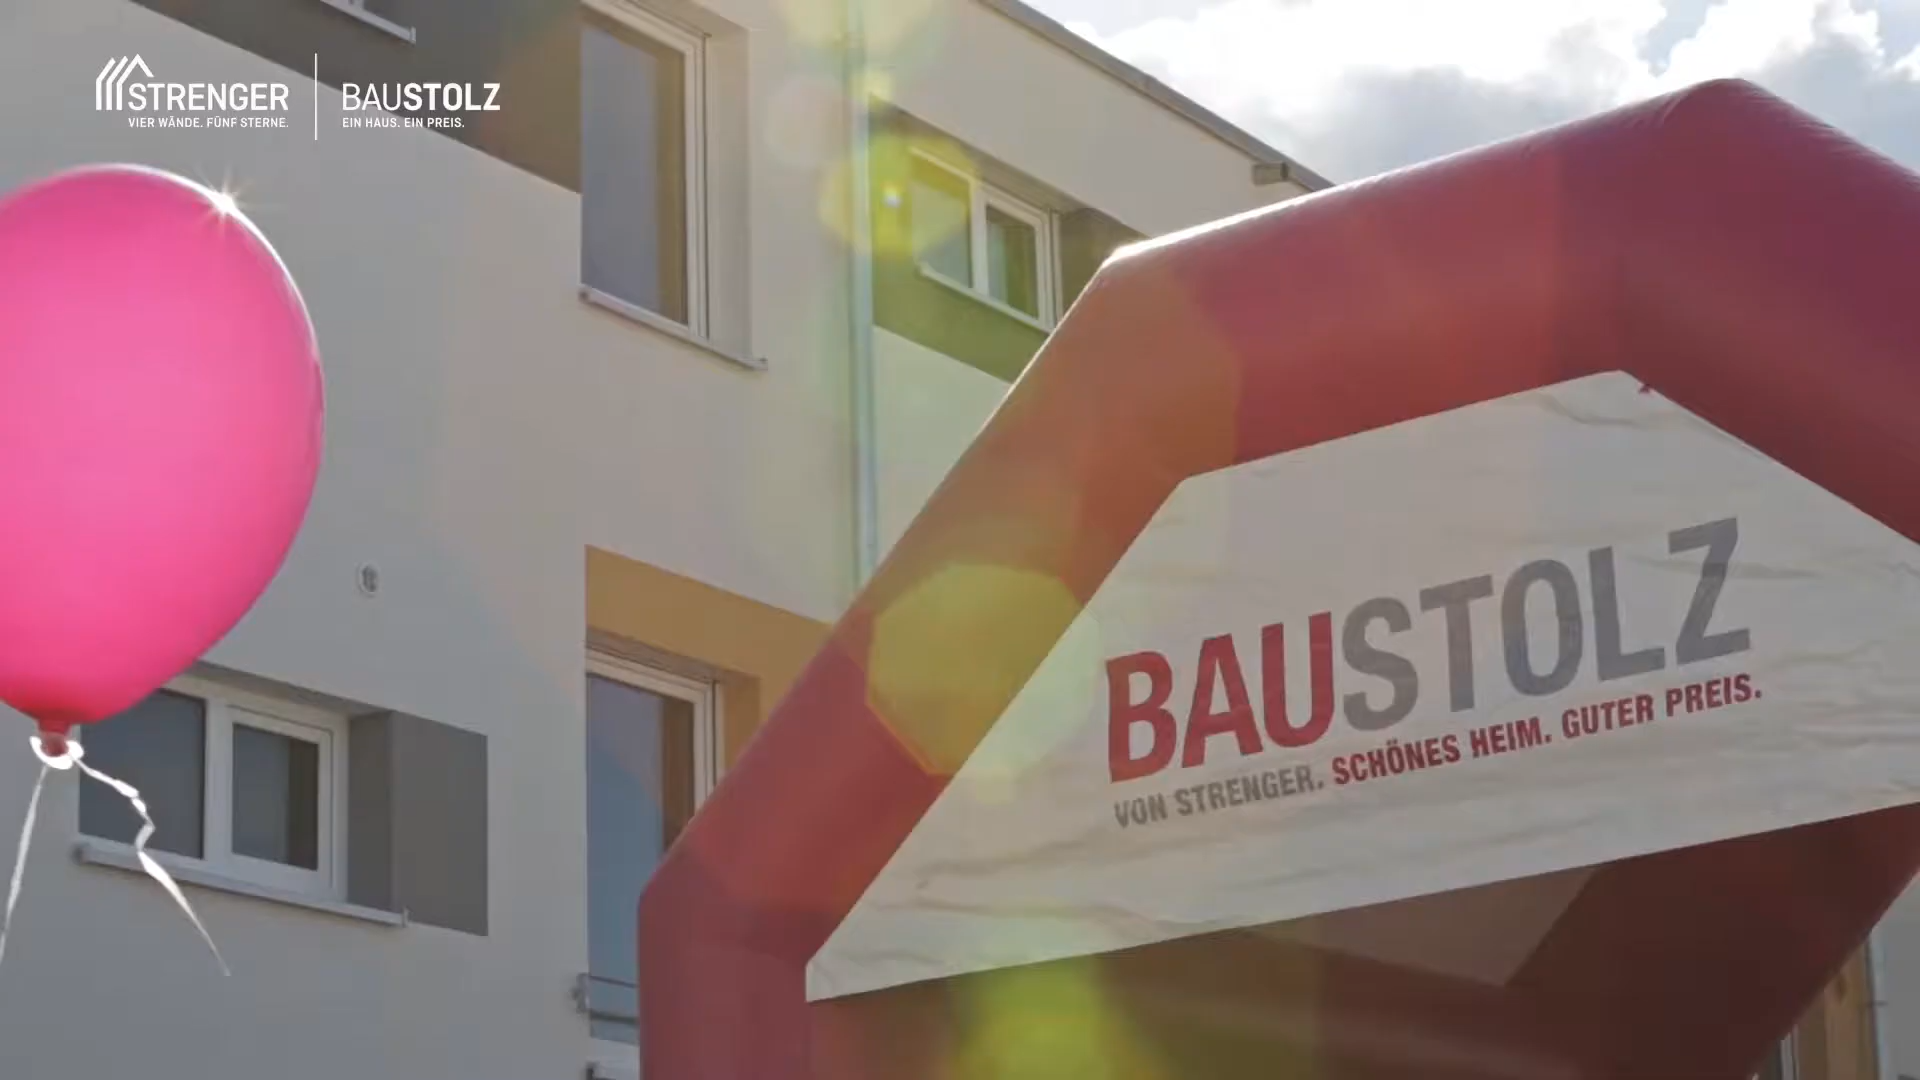 STRENGER
VIER WÄNDE. FÜNF STERNE.
BAUSTOLZ
EIN HAUS. EIN PREIS.
BAUSTOLZ
VON STRENGER. SCHÖNES HEIM. GUTER PREIS.